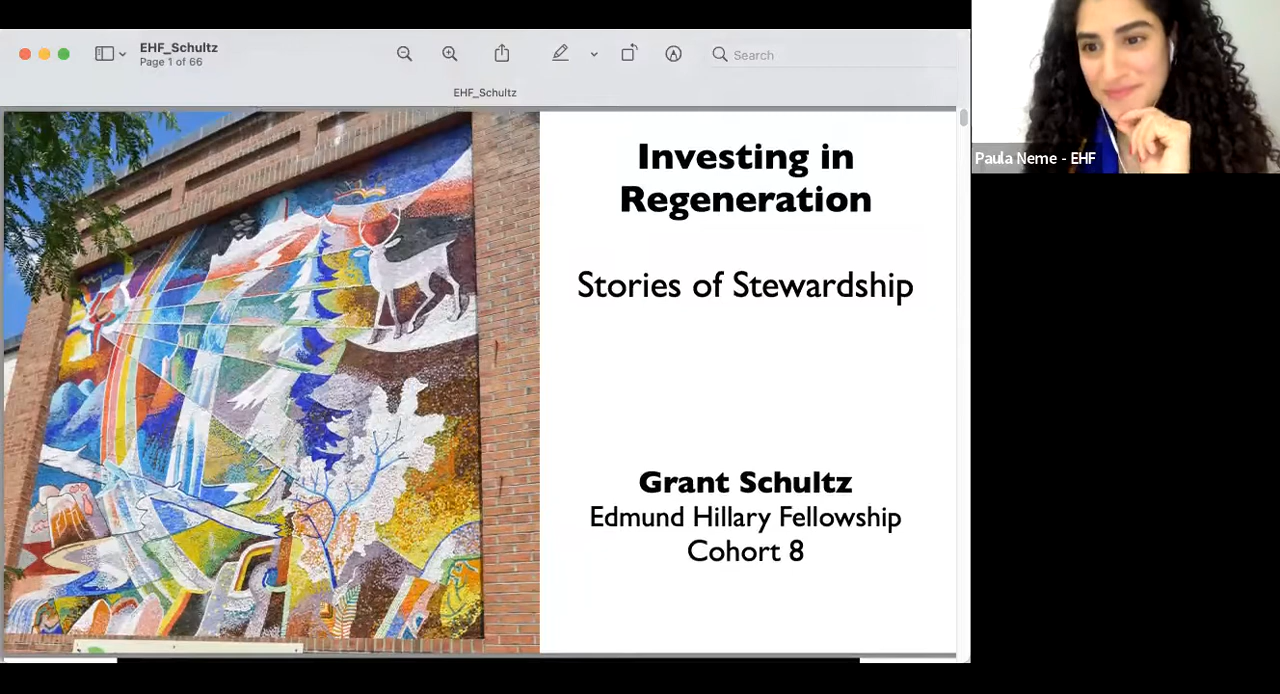 EHF_Schultz
Page 1 of 66
Search
EHF_Schultz
Investing in
Regeneration
Stories of Stewardship
Grant Schultz
Edmund Hillary Fellowship
Cohort 8
Paula Neme - EHF